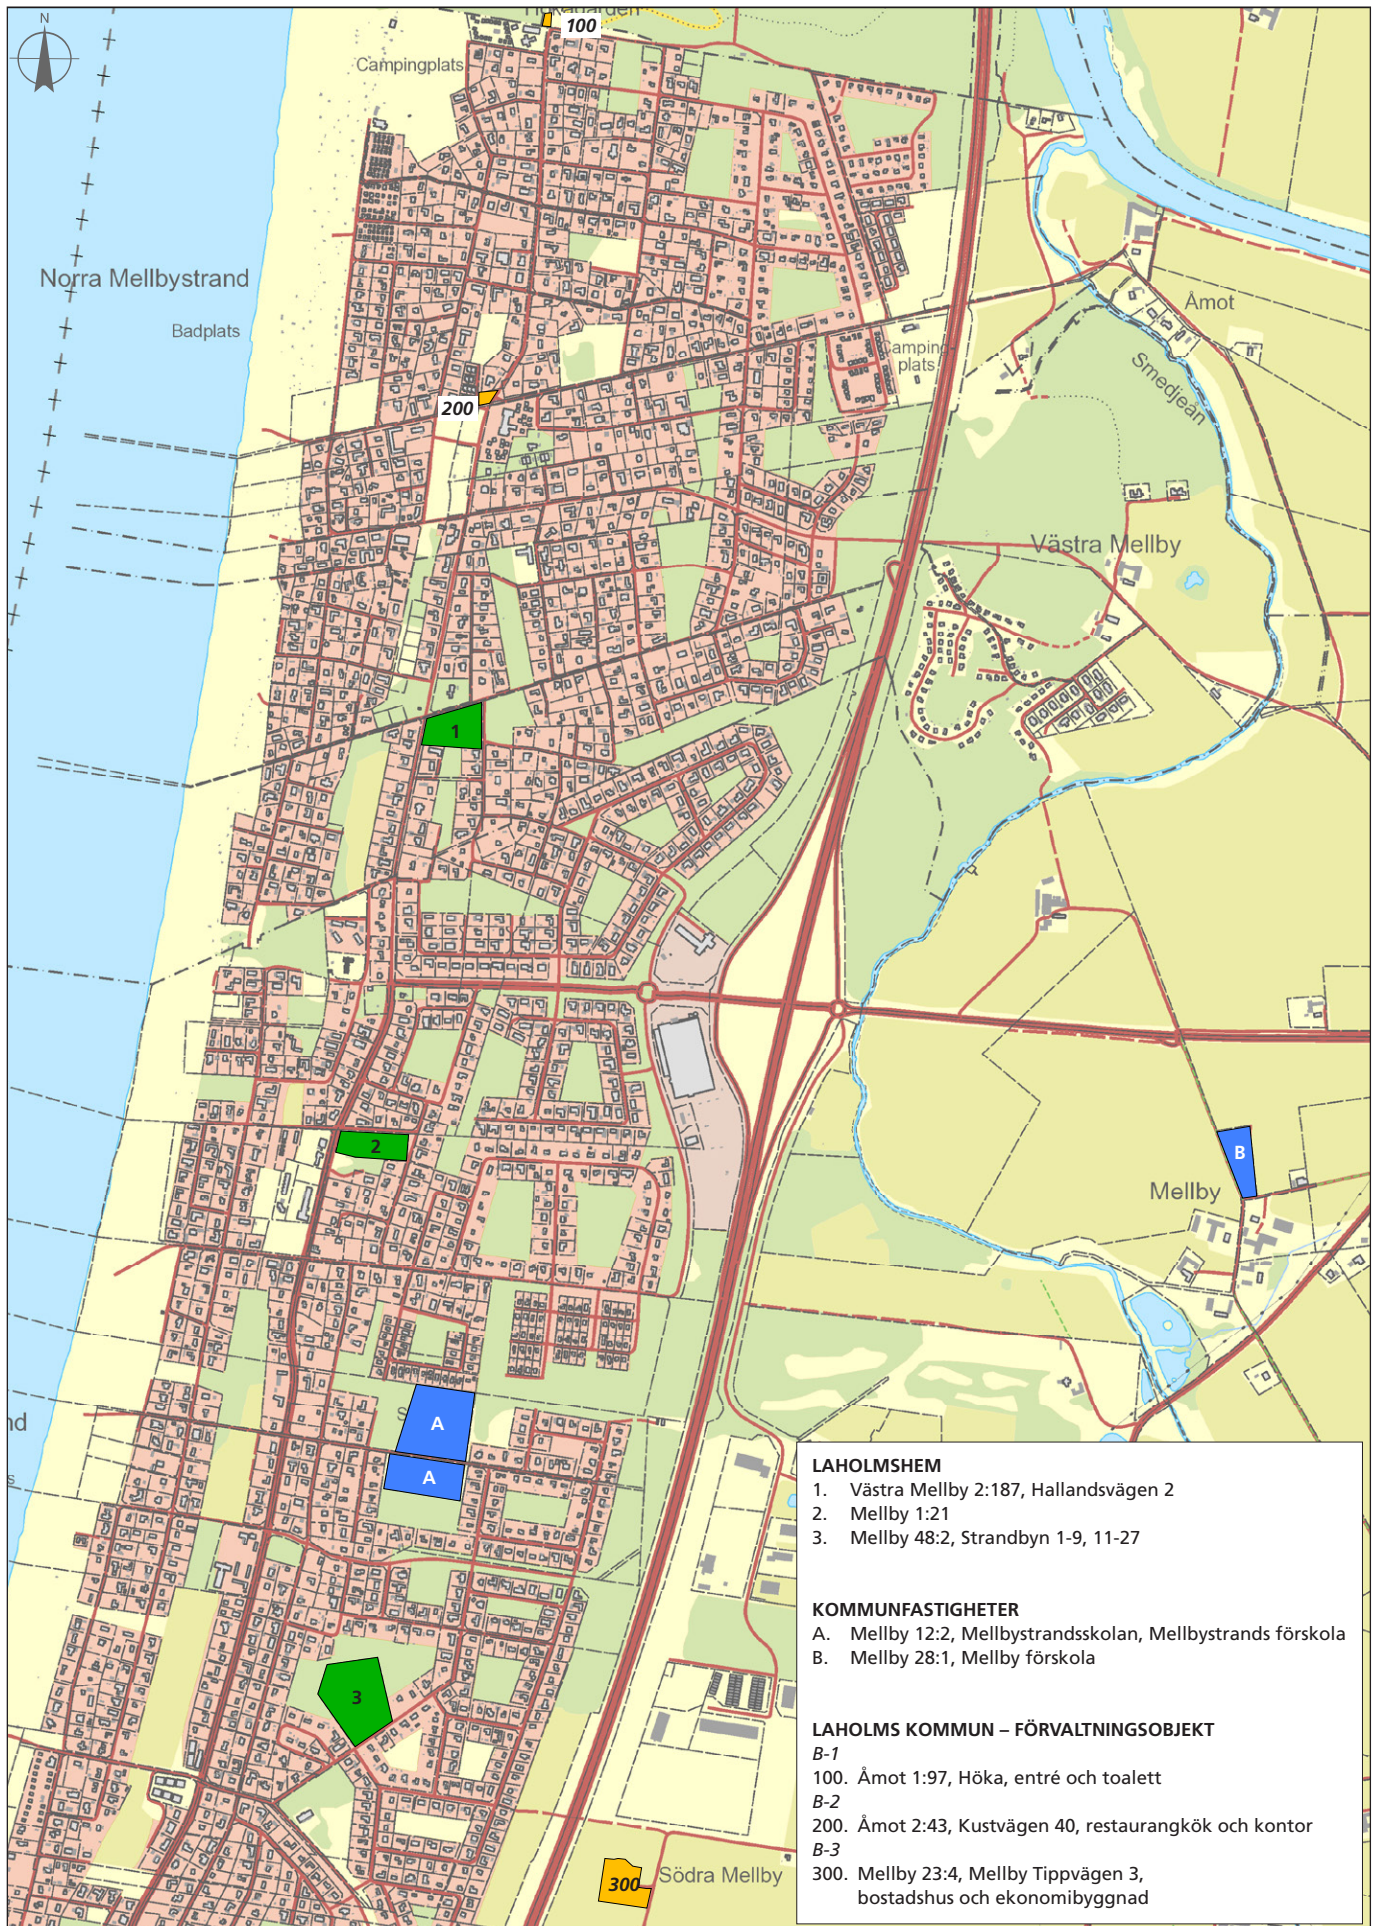 N
100
Campingplats
Norra Mellbystrand
Badplats
Åmot
Camping-
plats
Smedjeån
200
Västra Mellby
1
2
B
Mellby
A
A
3
300
Södra Mellby
LAHOLMSHEM
1. Västra Mellby 2:187, Hallandsvägen 2
2. Mellby 1:21
3. Mellby 48:2, Strandbyn 1-9, 11-27
KOMMUNFASTIGHETER
A. Mellby 12:2, Mellbystrandsskolan, Mellbystrands förskola
B. Mellby 28:1, Mellby förskola
LAHOLMS KOMMUN – FÖRVALTNINGSOBJEKT
B-1
100. Åmot 1:97, Höka, entré och toalett
B-2
200. Åmot 2:43, Kustvägen 40, restaurangkök och kontor
B-3
300. Mellby 23:4, Mellby Tippvägen 3,
bostadshus och ekonomibyggnad